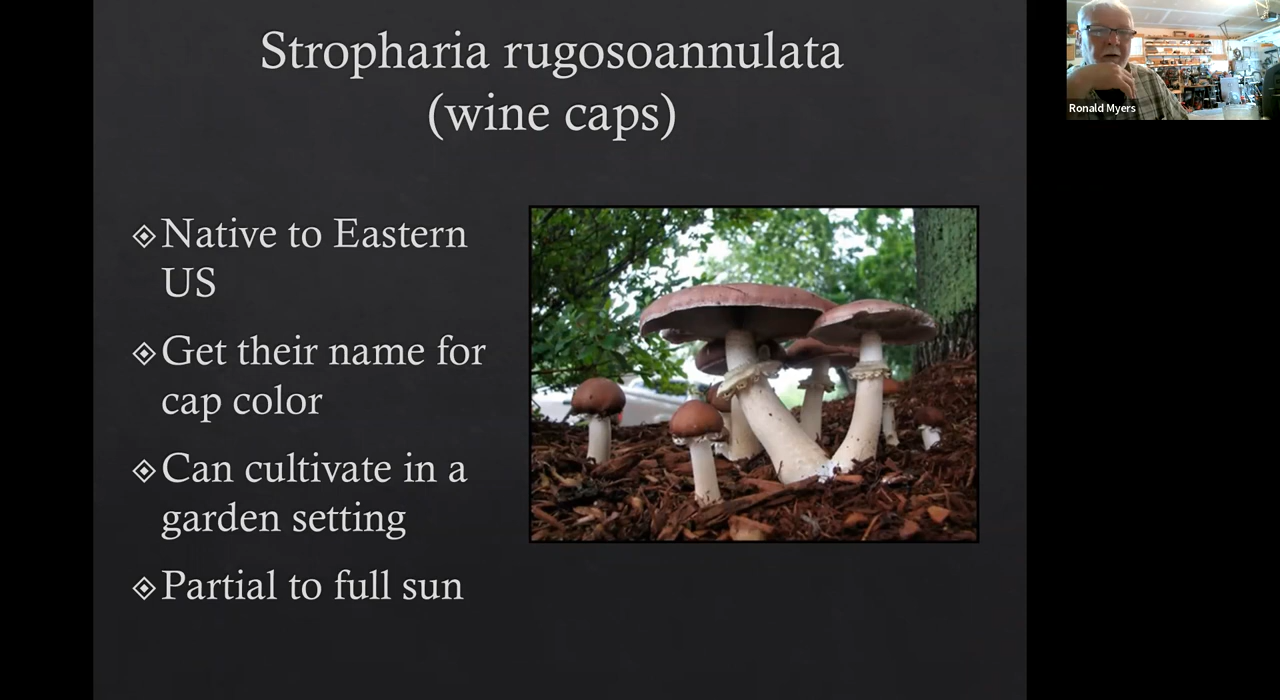 Stropharia rugosoannulata
(wine caps)
Native to Eastern
US
Get their name for
cap color
Can cultivate in a
garden setting
Partial to full sun
Ronald Myers